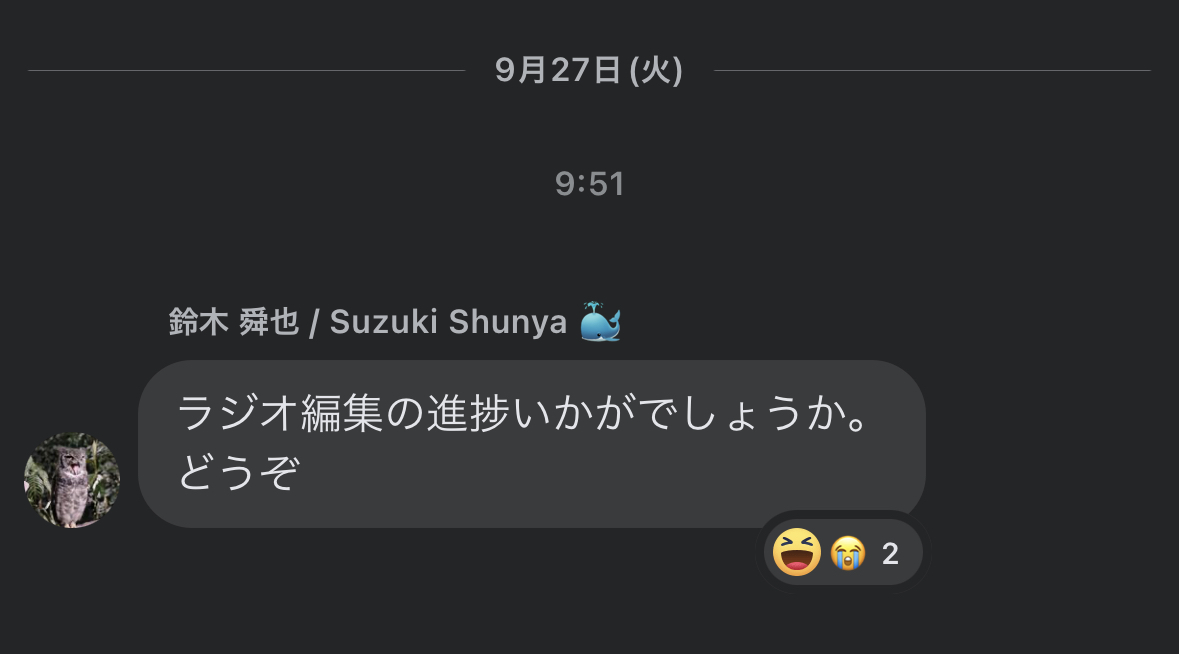 9月27日(火)
9:51
鈴木 舜也 / Suzuki Shunya 🐳
ラジオ編集の進捗いかがでしょうか。
どうぞ
😆 😭 2